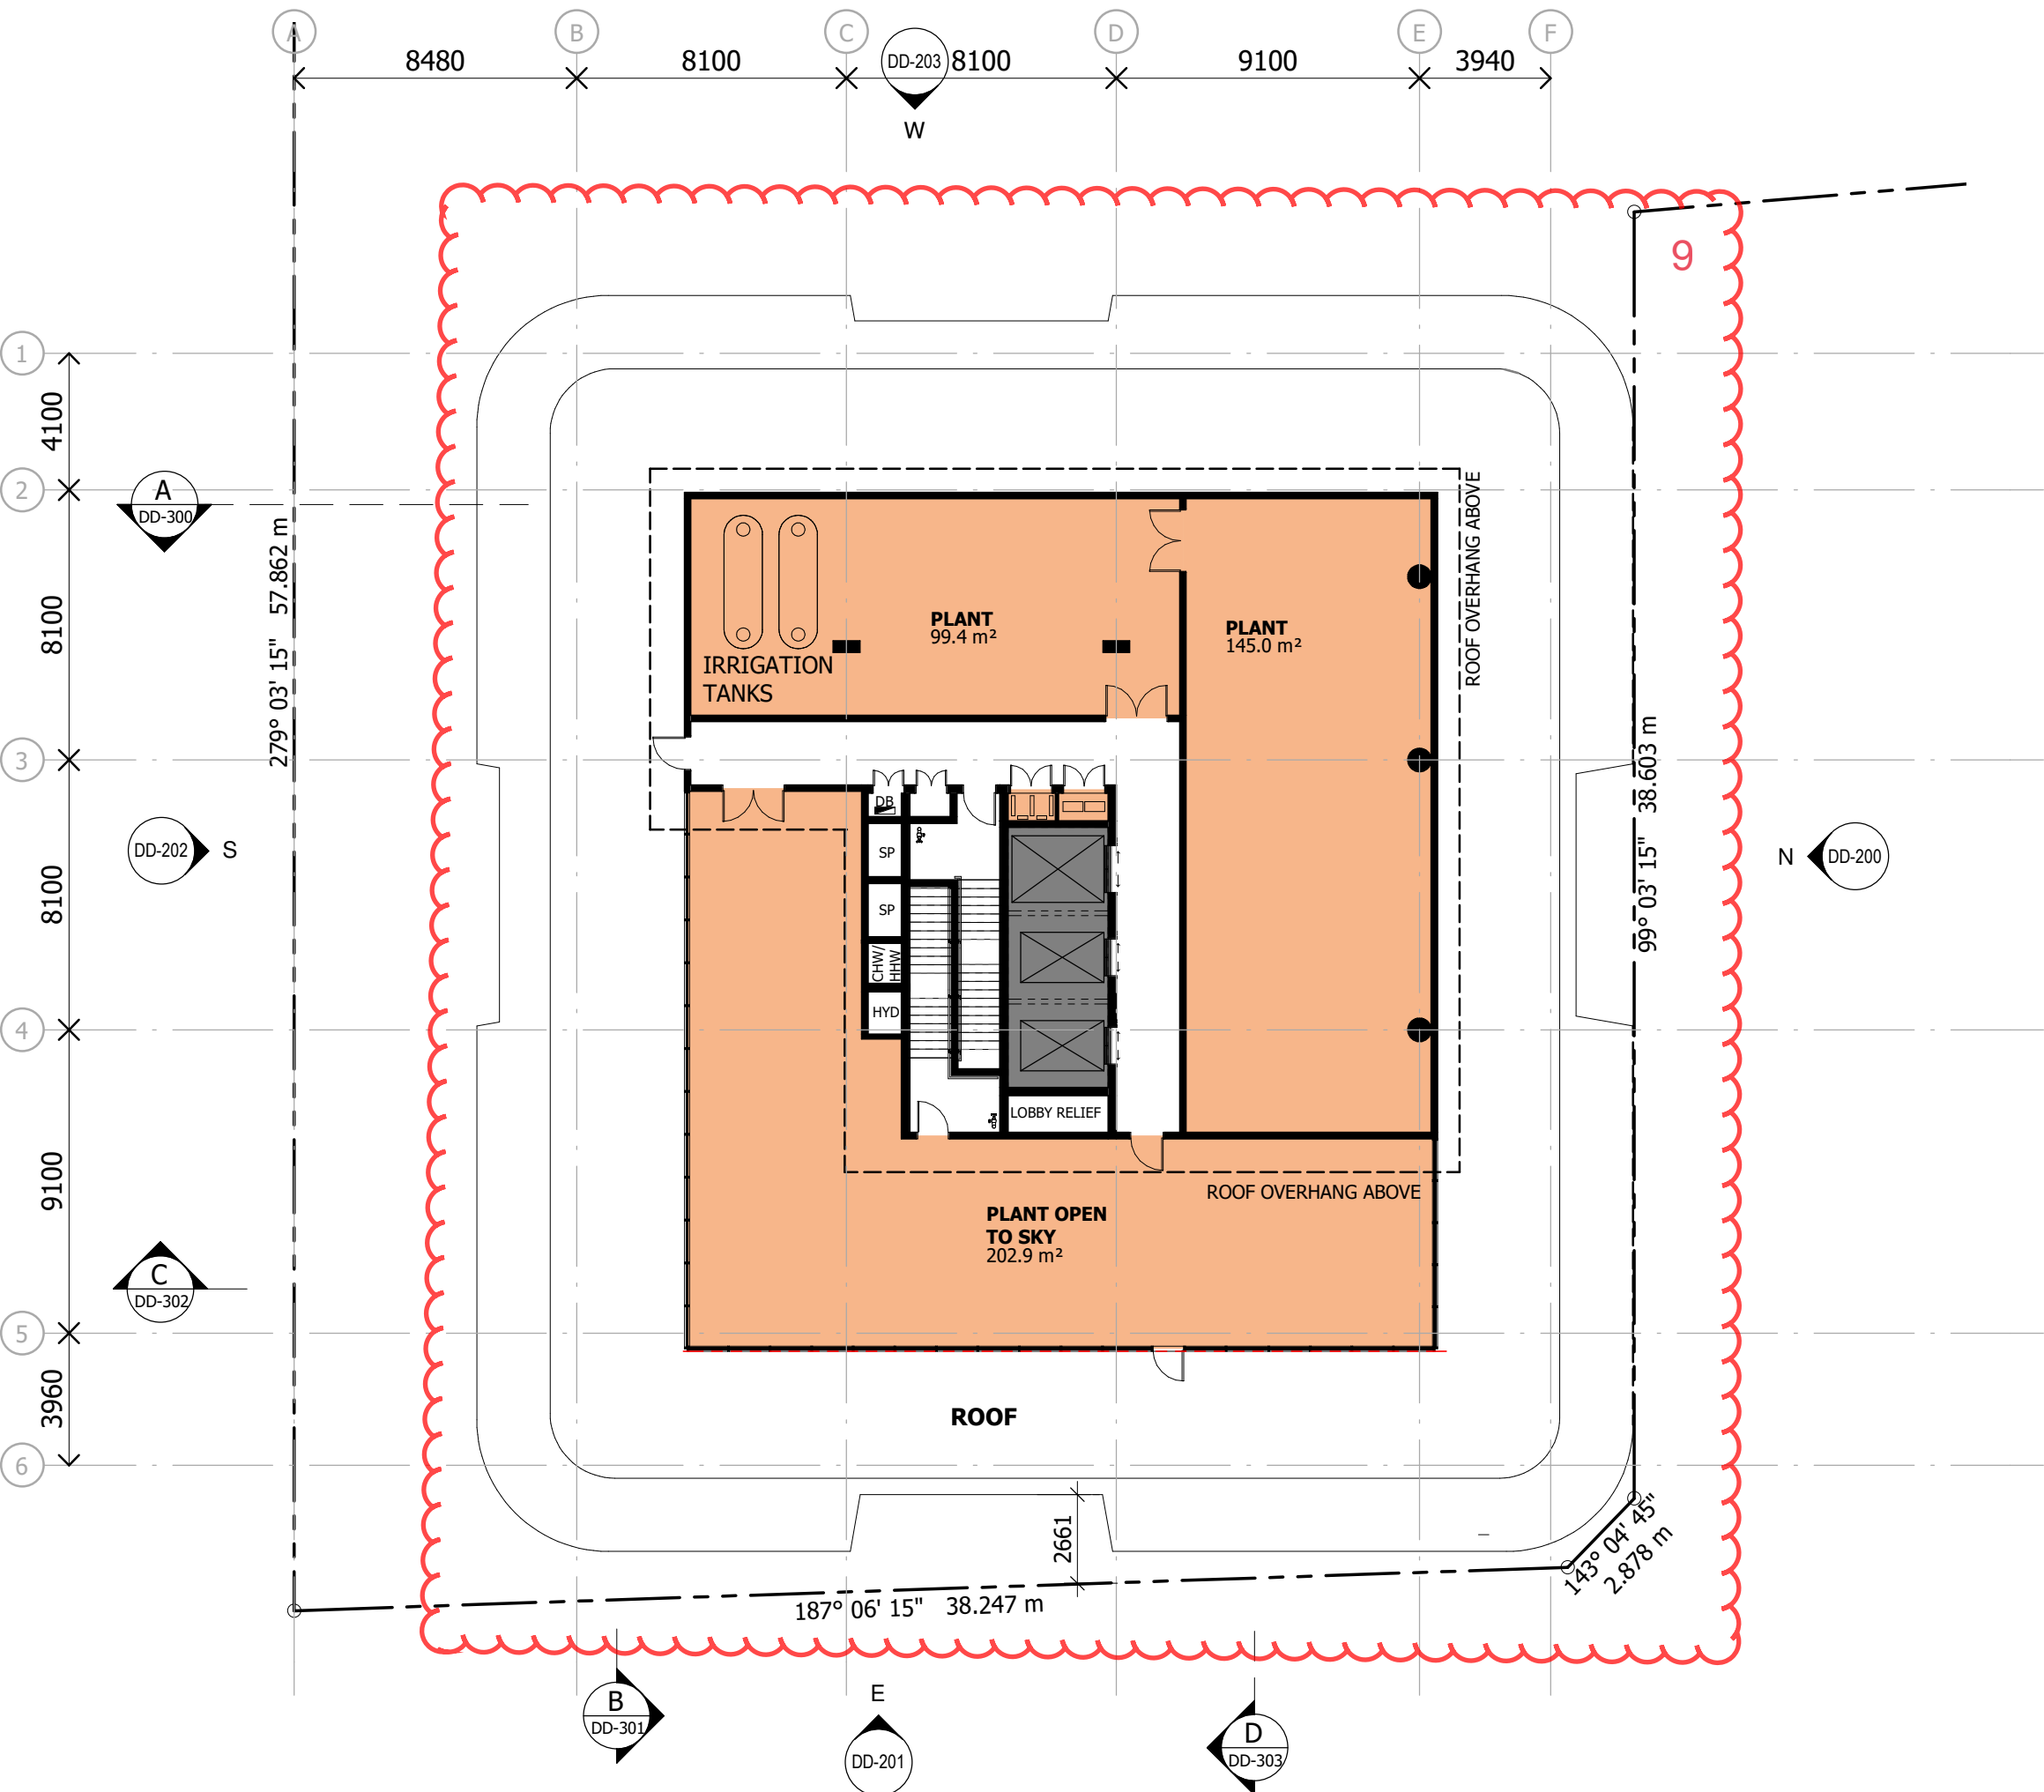 A
B
C
D
E
F
8480
8100
DD-203
8100
9100
3940
W
9
1
4100
2
A
DD-300
279° 03' 15" 57.862 m
8100
ROOF OVERHANG ABOVE
PLANT
99.4 m²
PLANT
145.0 m²
IRRIGATION
TANKS
3
99° 03' 15" 38.603 m
DB
DD-202
S
SP
N
DD-200
8100
SP
CHW/
HHW
HYD
4
LOBBY RELIEF
9100
ROOF OVERHANG ABOVE
PLANT OPEN
TO SKY
202.9 m²
C
DD-302
5
3960
ROOF
6
2661
143° 04' 45"
2.878 m
187° 06' 15" 38.247 m
B
DD-301
E
DD-201
D
DD-303